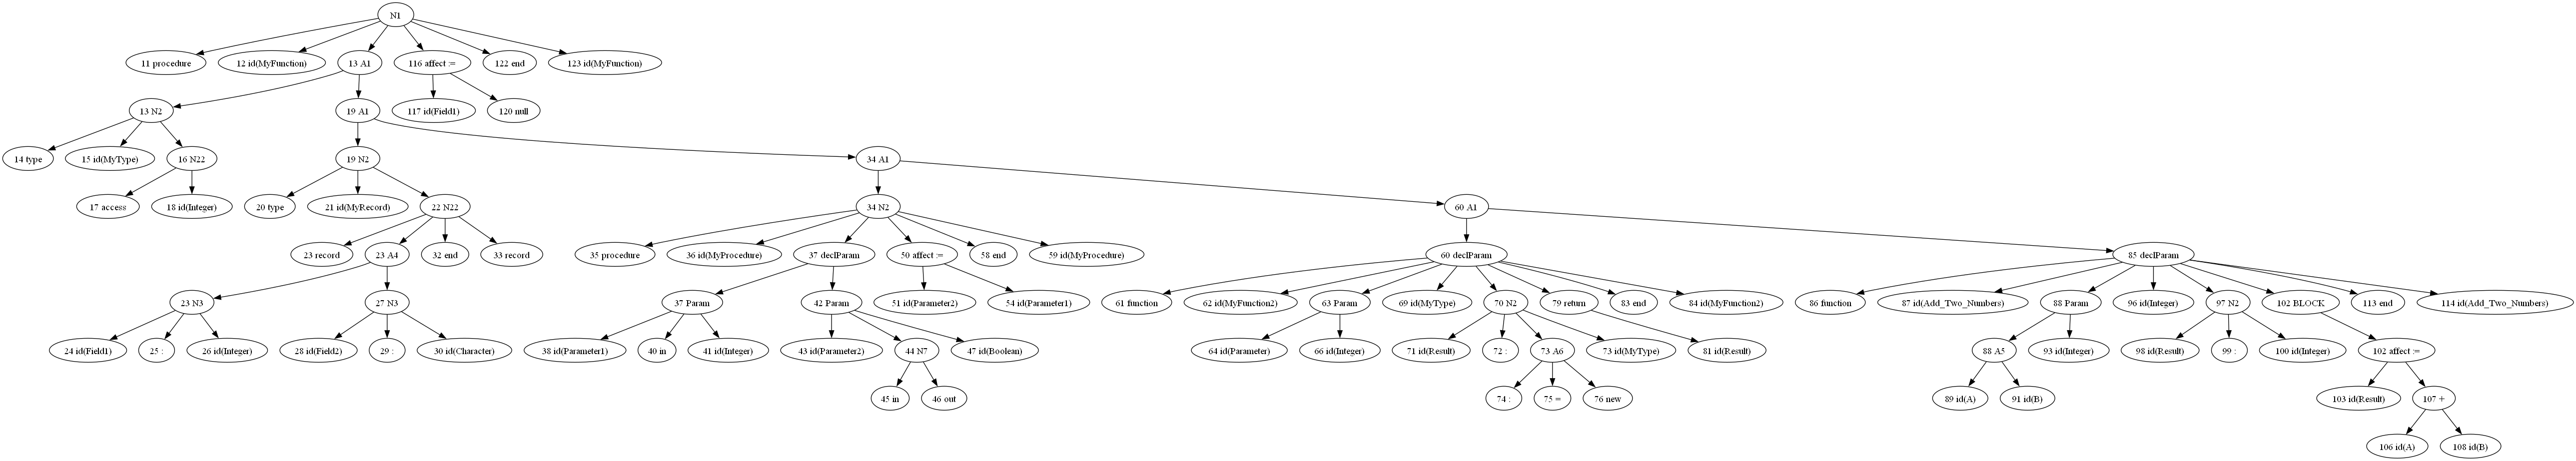 N1
11 procedure
12 id(MyFunction)
13 A1
116 affect :=
122 end
123 id(MyFunction)
13 N2
19 A1
117 id(Field1)
120 null
14 type
15 id(MyType)
16 N22
19 N2
34 A1
17 access
18 id(Integer)
20 type
21 id(MyRecord)
22 N22
34 N2
60 A1
23 record
23 A4
32 end
33 record
35 procedure
36 id(MyProcedure)
37 declParam
50 affect :=
58 end
59 id(MyProcedure)
60 declParam
85 declParam
23 N3
27 N3
37 Param
42 Param
51 id(Parameter2)
54 id(Parameter1)
61 function
62 id(MyFunction2)
63 Param
69 id(MyType)
70 N2
79 return
83 end
84 id(MyFunction2)
86 function
87 id(Add_Two_Numbers)
88 Param
96 id(Integer)
97 N2
102 BLOCK
113 end
114 id(Add_Two_Numbers)
24 id(Field1)
25 :
26 id(Integer)
28 id(Field2)
29 :
30 id(Character)
38 id(Parameter1)
40 in
41 id(Integer)
43 id(Parameter2)
44 N7
47 id(Boolean)
64 id(Parameter)
66 id(Integer)
71 id(Result)
72 :
73 A6
73 id(MyType)
81 id(Result)
88 A5
93 id(Integer)
98 id(Result)
99 :
100 id(Integer)
102 affect :=
45 in
46 out
74 :
75 =
76 new
89 id(A)
91 id(B)
103 id(Result)
107 +
106 id(A)
108 id(B)